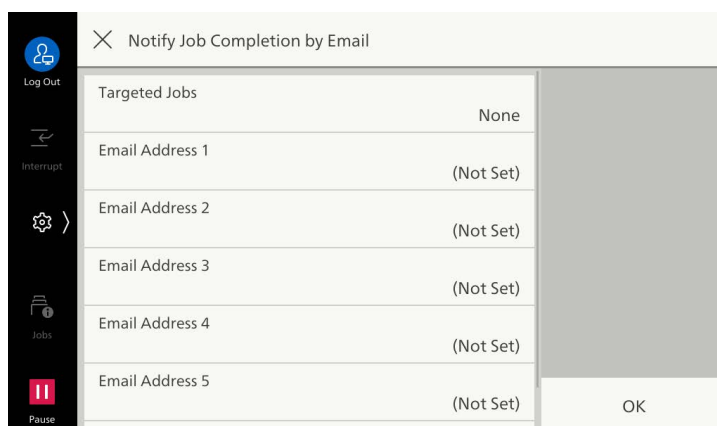 Notify Job Completion by Email
Log Out
Interrupt
Jobs
Pause
Targeted Jobs
None
Email Address 1
(Not Set)
Email Address 2
(Not Set)
Email Address 3
(Not Set)
Email Address 4
(Not Set)
Email Address 5
(Not Set)
OK